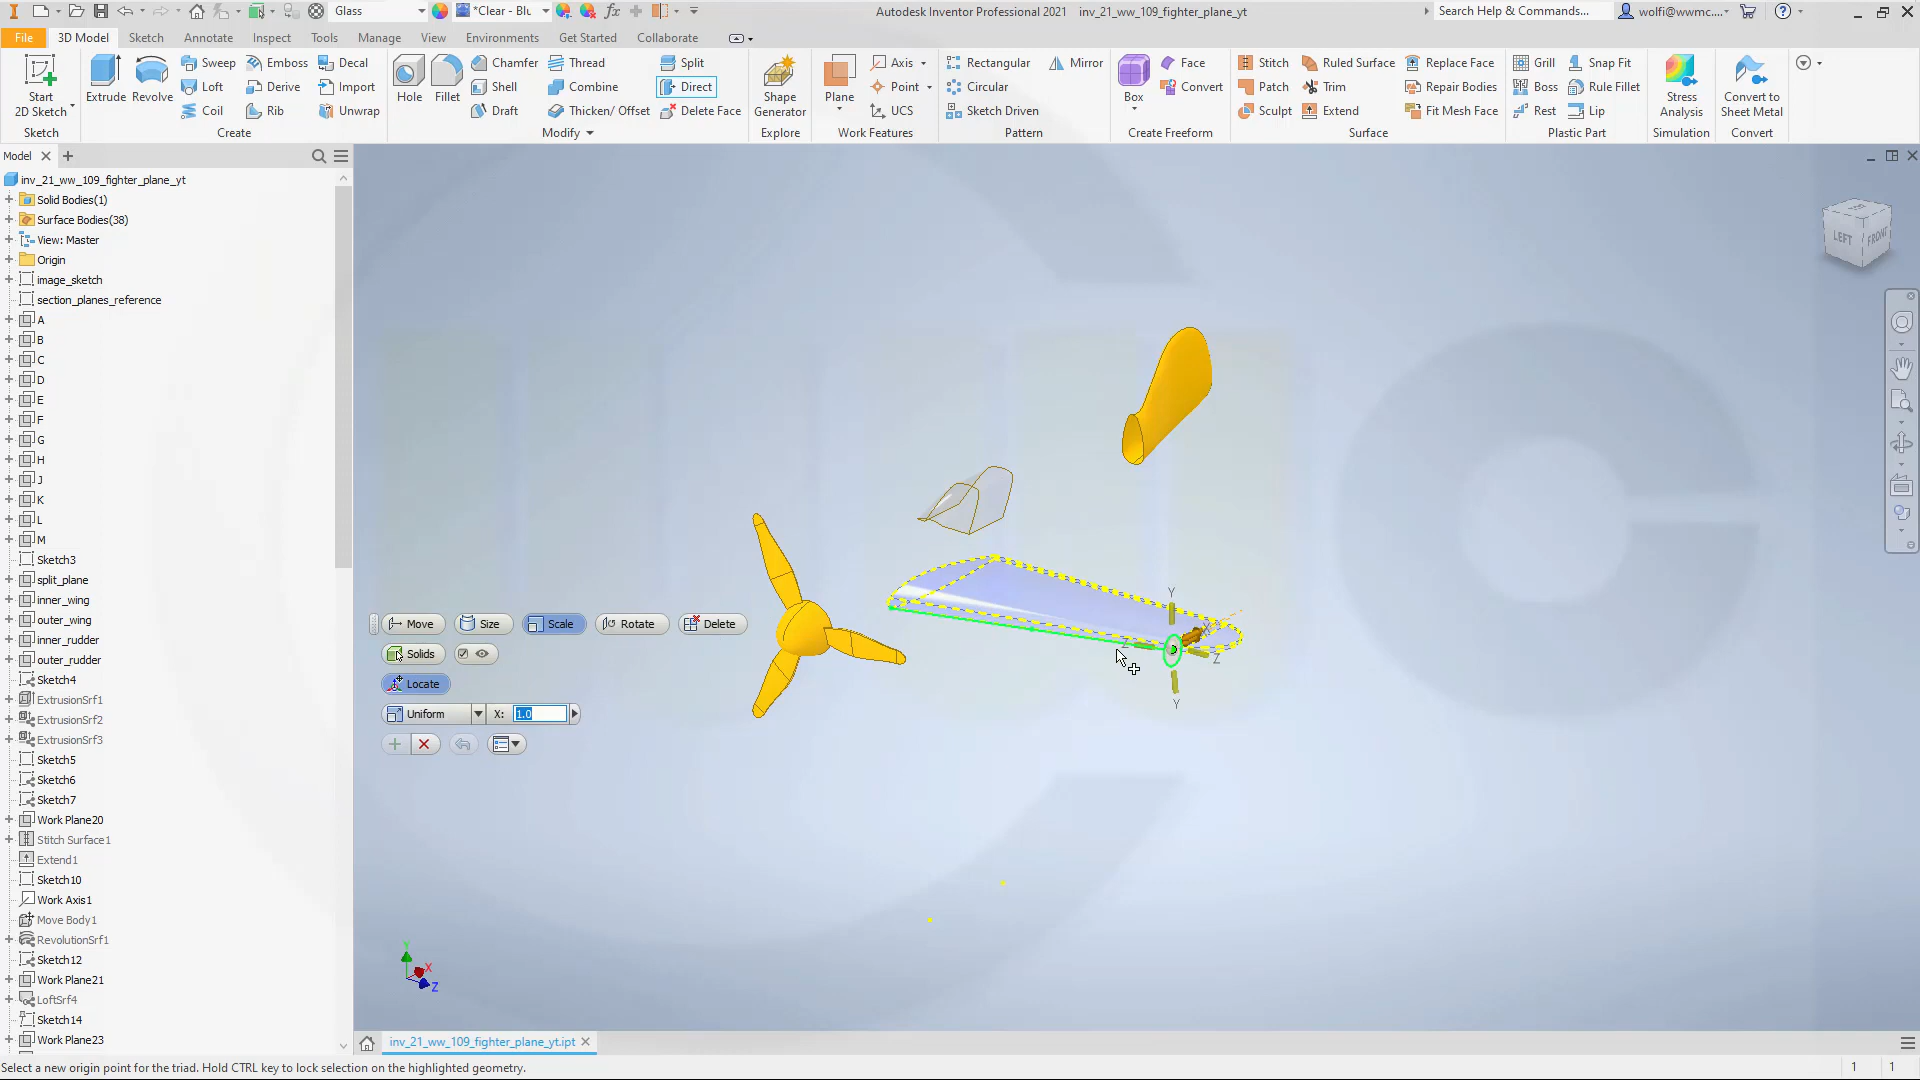 Glass
*Clear - Blu
Autodesk Inventor Professional 2021 inv_21_ww_109_fighter_plane_yt
Search Help & Commands...
wolfi@wwmc....
File
3D Model
Sketch
Annotate
Inspect
Tools
Manage
View
Environments
Get Started
Collaborate
Start
2D Sketch
Sketch
Extrude
Revolve
Sweep
Loft
Coil
Emboss
Derive
Rib
Decal
Import
Unwrap
Create
Hole
Fillet
Chamfer
Shell
Draft
Thread
Combine
Thicken/ Offset
Split
Direct
Delete Face
Modify
Shape
Generator
Explore
Plane
Axis
Point
UCS
Work Features
Rectangular
Circular
Sketch Driven
Mirror
Pattern
Box
Face
Convert
Create Freeform
Stitch
Patch
Sculpt
Ruled Surface
Trim
Extend
Replace Face
Repair Bodies
Fit Mesh Face
Surface
Grill
Boss
Rest
Snap Fit
Rule Fillet
Lip
Plastic Part
Stress
Analysis
Simulation
Convert to
Sheet Metal
Convert
Model
inv_21_ww_109_fighter_plane_yt
Solid Bodies(1)
Surface Bodies(38)
View: Master
Origin
image_sketch
section_planes_reference
A
B
C
D
E
F
G
H
J
K
L
M
Sketch3
split_plane
inner_wing
outer_wing
inner_rudder
outer_rudder
Sketch4
ExtrusionSrf1
ExtrusionSrf2
ExtrusionSrf3
Sketch5
Sketch6
Sketch7
Work Plane20
Stitch Surface1
Extend1
Sketch10
Work Axis1
Move Body1
RevolutionSrf1
Sketch12
Work Plane21
LoftSrf4
Sketch14
Work Plane23
LEFT
FRONT
Move
Size
Scale
Rotate
Delete
Solids
Locate
Uniform
X:
1.0
Y
X
Z
Z
Y
Y
X
Z
inv_21_ww_109_fighter_plane_yt.ipt
Select a new origin point for the triad. Hold CTRL key to lock selection on the highlighted geometry.
1
1